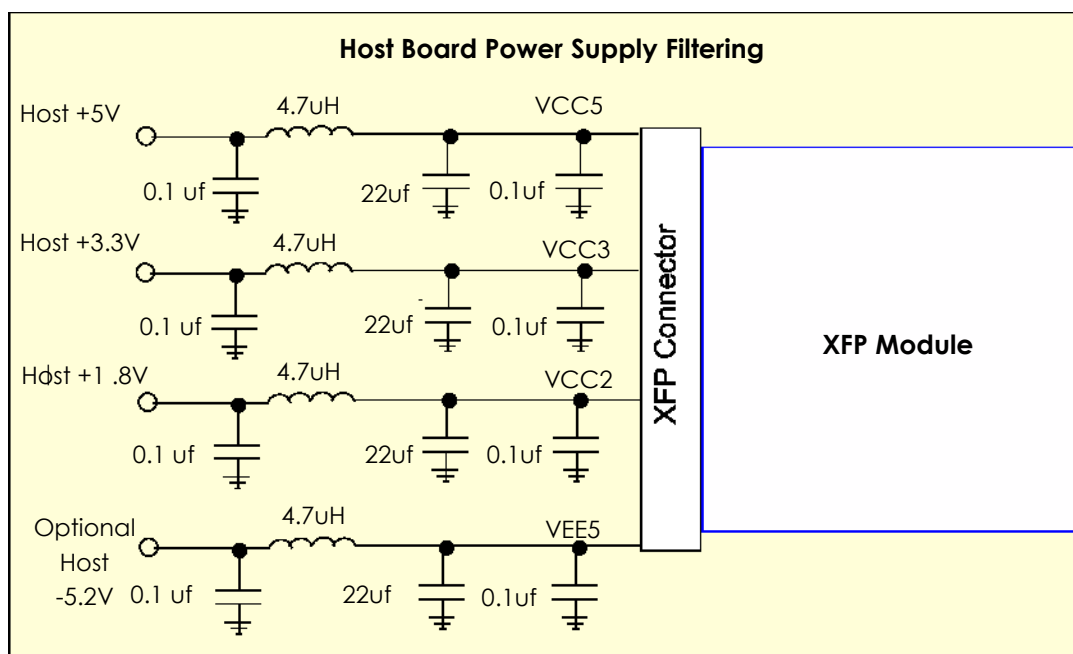 Host Board Power Supply Filtering
Host +5V
4.7uH
VCC5
0.1 uf
22uf
0.1uf
Host +3.3V
4.7uH
VCC3
0.1 uf
22uf
0.1uf
Host +1 .8V
4.7uH
VCC2
0.1 uf
22uf
0.1uf
Optional
Host
-5.2V
4.7uH
VEE5
0.1 uf
22uf
0.1uf
XFP Connector
XFP Module